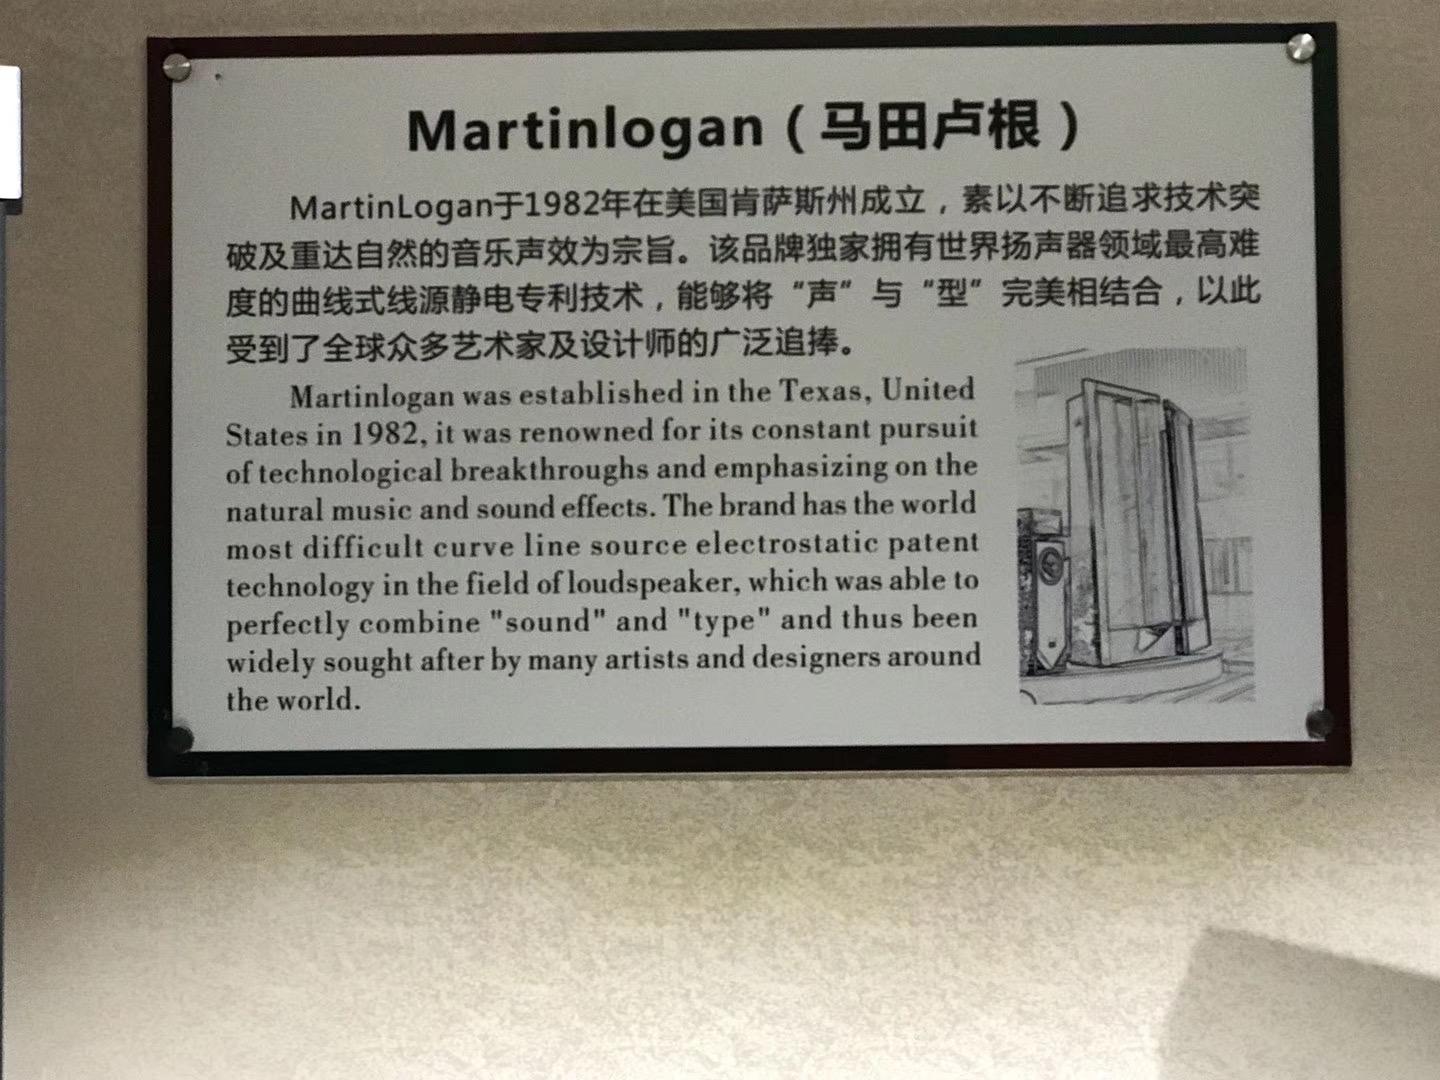 Martinlogan（马田卢根）
MartinLogan于1982年在美国肯萨斯州成立，素以不断追求技术突
破及重达自然的音乐声效为宗旨。该品牌独家拥有世界扬声器领域最高难
度的曲线式线源静电专利技术，能够将“声”与“型”完美相结合，以此
受到了全球众多艺术家及设计师的广泛追捧。
Martinlogan was established in the Texas, United
States in 1982, it was renowned for its constant pursuit
of technological breakthroughs and emphasizing on the
natural music and sound effects. The brand has the world
most difficult curve line source electrostatic patent
technology in the field of loudspeaker, which was able to
perfectly combine "sound" and "type" and thus been
widely sought after by many artists and designers around
the world.